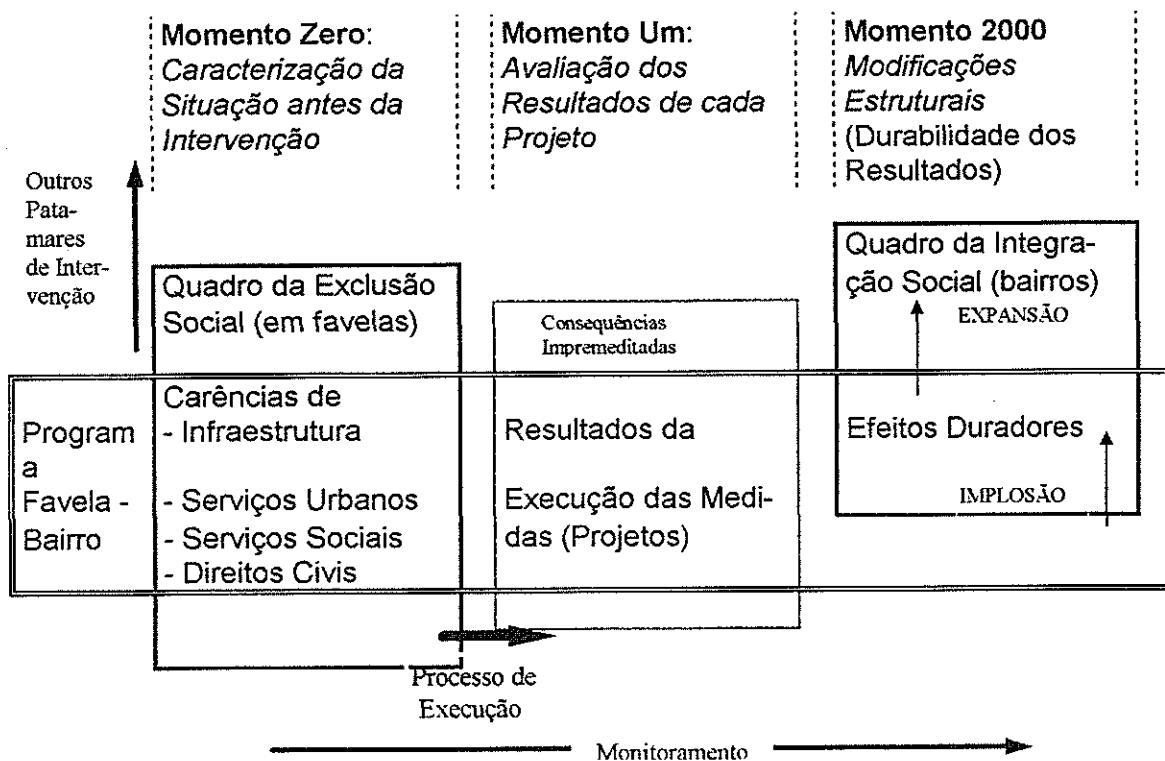 Momento Zero:
Caracterização da
Situação antes da
Intervenção
Momento Um:
Avaliação dos
Resultados de cada
Projeto
Momento 2000
Modificações
Estruturais
(Durabilidade dos
Resultados)
Outros
Pata-
mares
de Inter-
venção
Quadro da Exclusão
Social (em favelas)
Consequências
Impremeditadas
Quadro da Integra-
ção Social (bairros)
EXPANSÃO
Program
a
Favela -
Bairro
Carências de
- Infraestrutura
- Serviços Urbanos
- Serviços Sociais
- Direitos Civis
Resultados da
Execução das Medi-
das (Projetos)
Efeitos Duradores
IMPLOSÃO
Processo de
Execução
Monitoramento